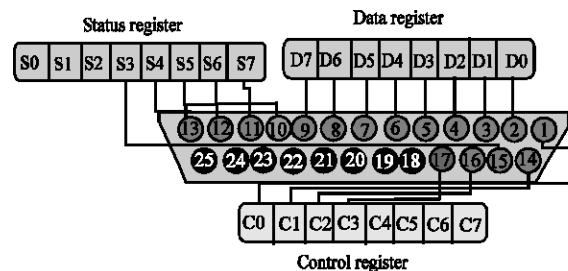 Status register
Data register
S0 S1 S2 S3 S4 S5 S6 S7
D7 D6 D5 D4 D3 D2 D1 D0
13 12 11 10 9 8 7 6 5 4 3 2 1
25 24 23 22 21 20 19 18 17 16 15 14
C0 C1 C2 C3 C4 C5 C6 C7
Control register